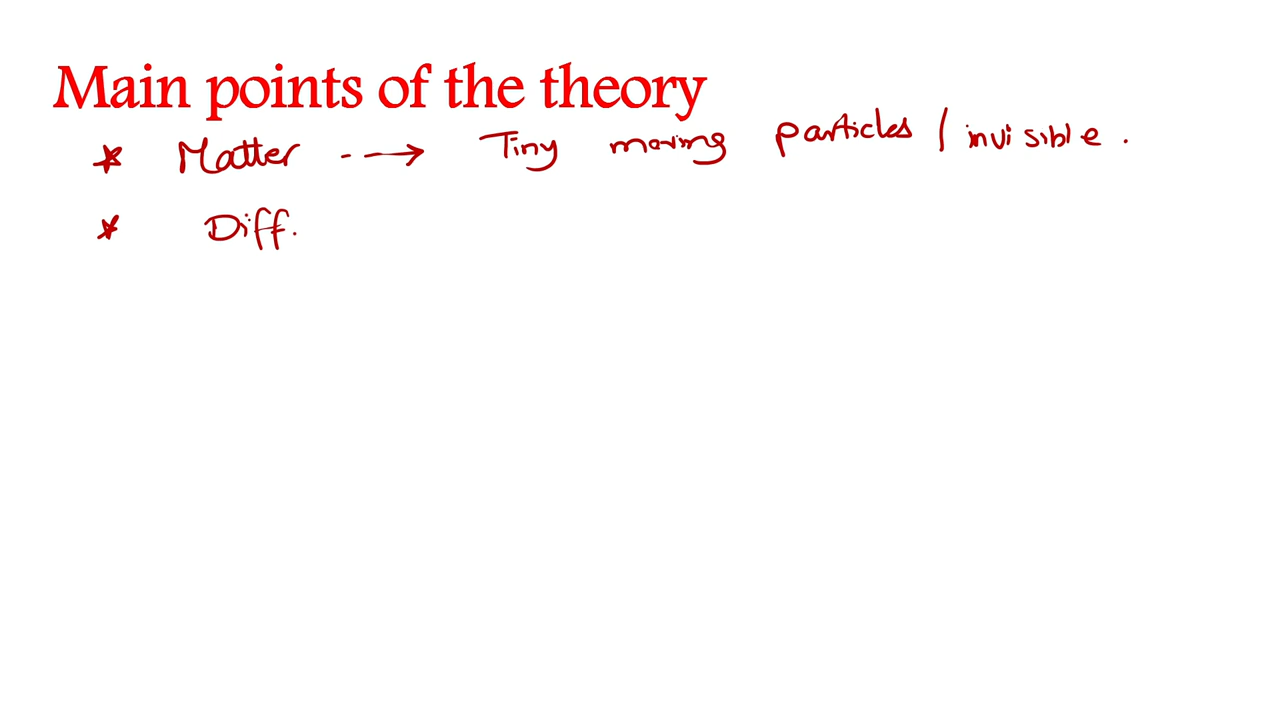 Main points of the theory
* Matter --→ Tiny moving particles / invisible.
* Diff.